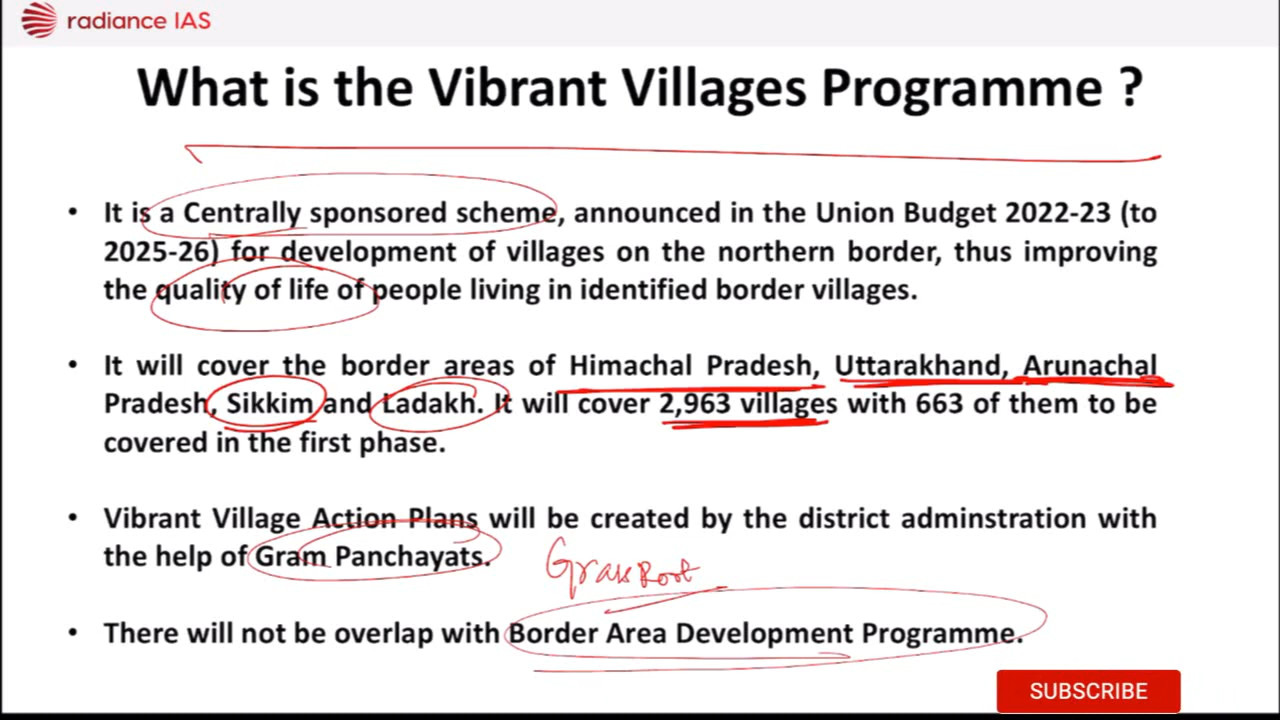 radiance IAS
What is the Vibrant Villages Programme ?
• It is a Centrally sponsored scheme, announced in the Union Budget 2022-23 (to
2025-26) for development of villages on the northern border, thus improving
the quality of life of people living in identified border villages.
• It will cover the border areas of Himachal Pradesh, Uttarakhand, Arunachal
Pradesh, Sikkim and Ladakh. It will cover 2,963 villages with 663 of them to be
covered in the first phase.
• Vibrant Village Action Plans will be created by the district adminstration with
the help of Gram Panchayats.
Grass Root
• There will not be overlap with Border Area Development Programme.
SUBSCRIBE